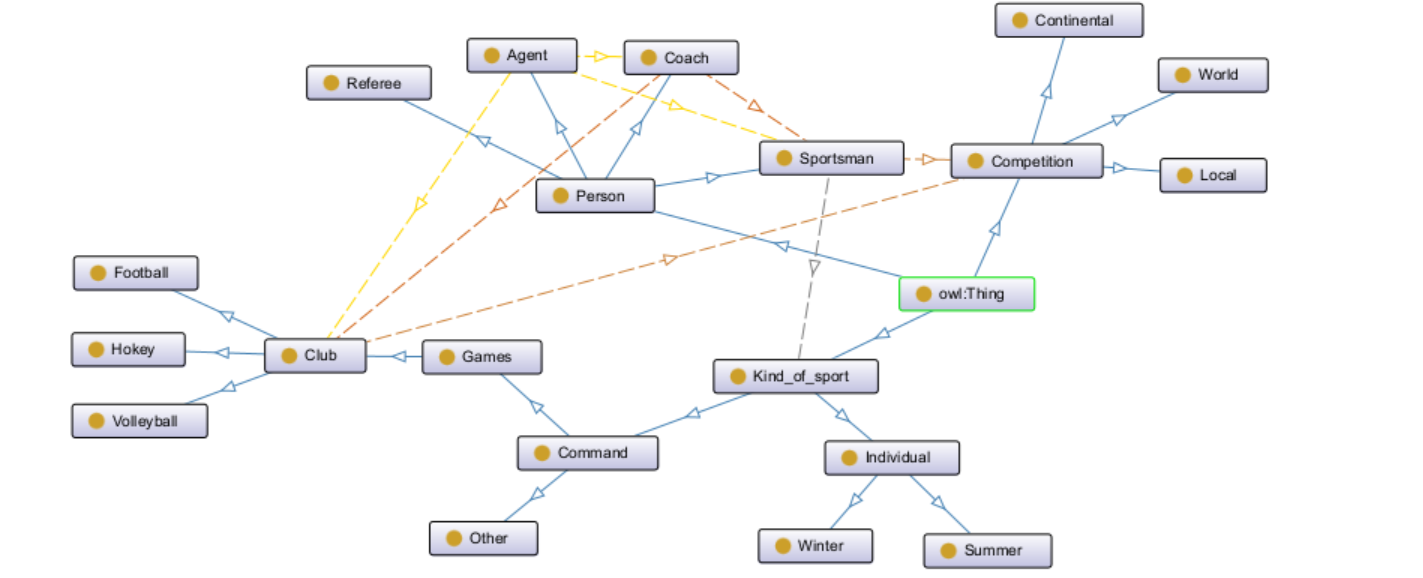 Continental
Agent
Coach
Referee
World
Sportsman
Competition
Local
Person
Football
owl:Thing
Hokey
Club
Games
Kind_of_sport
Volleyball
Command
Individual
Other
Winter
Summer